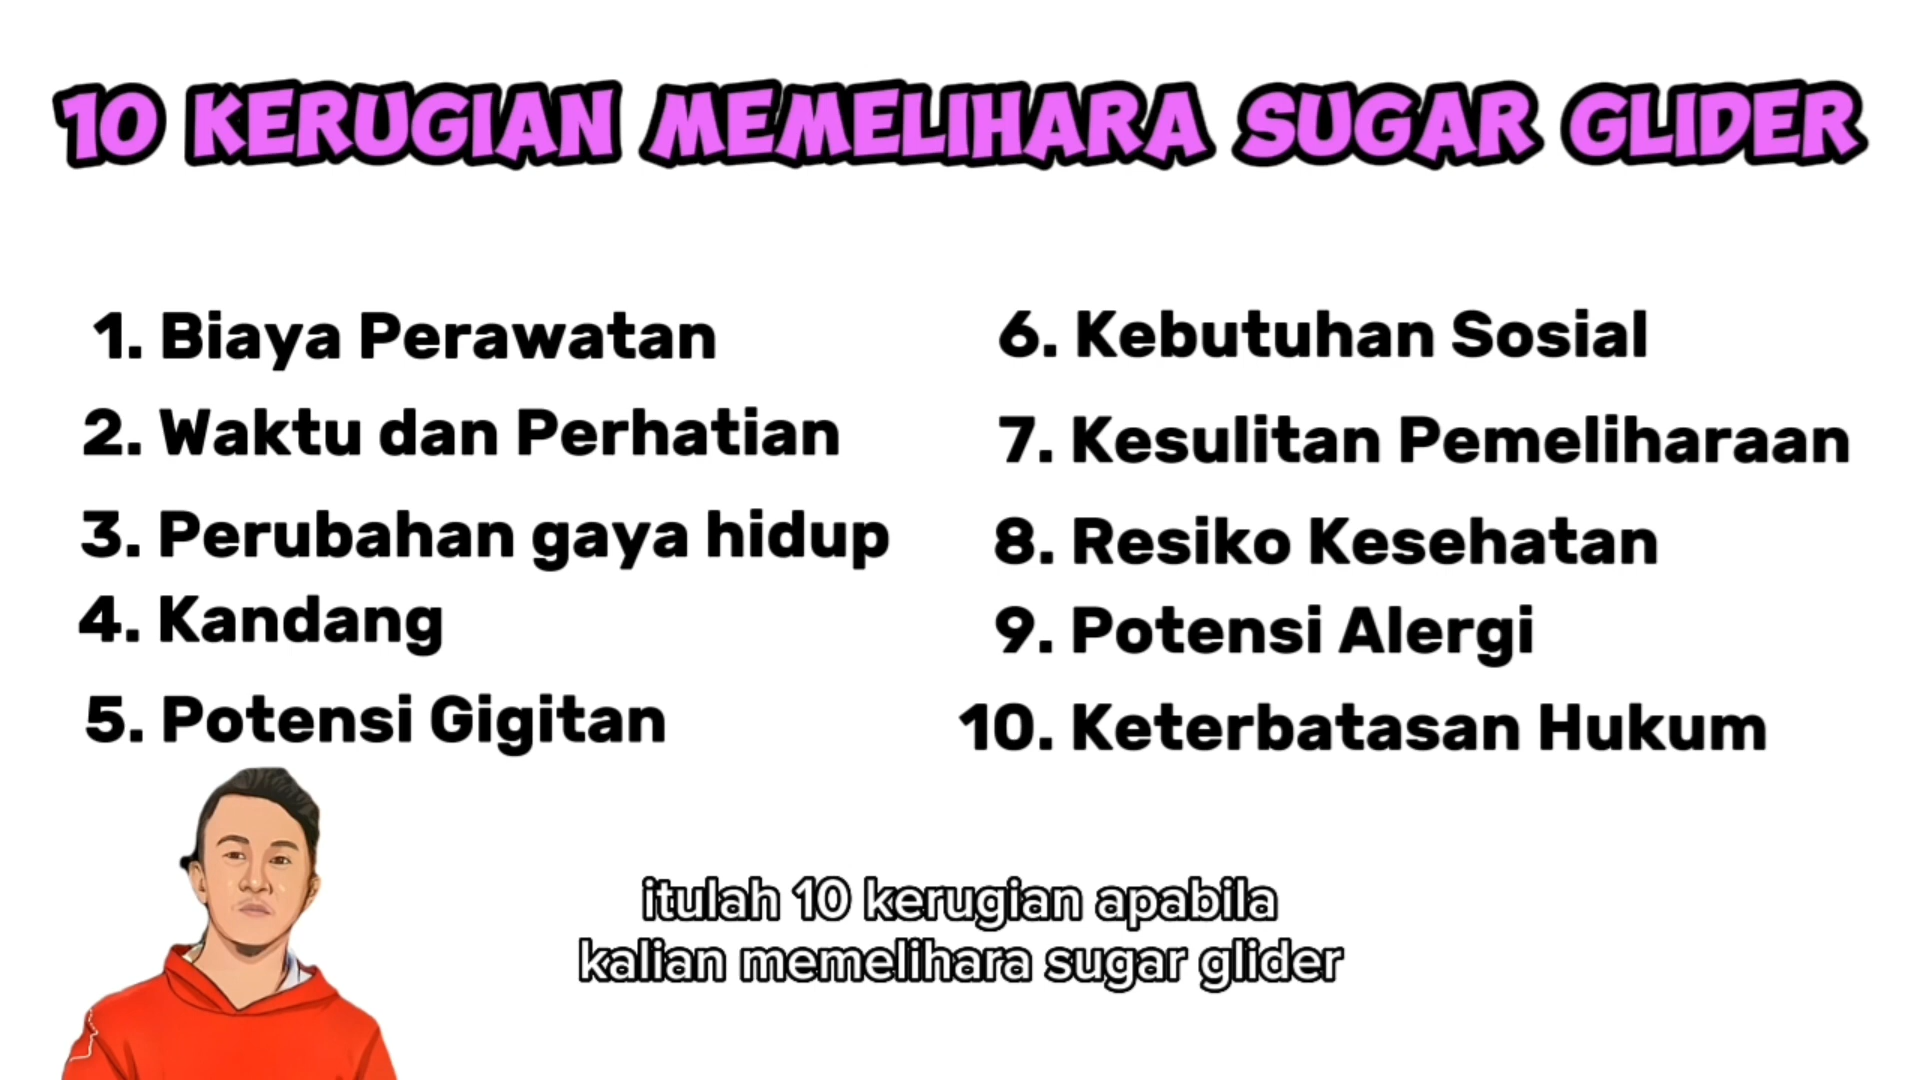 10 KERUGIAN MEMELIHARA SUGAR GLIDER
1. Biaya Perawatan
2. Waktu dan Perhatian
3. Perubahan gaya hidup
4. Kandang
5. Potensi Gigitan
6. Kebutuhan Sosial
7. Kesulitan Pemeliharaan
8. Resiko Kesehatan
9. Potensi Alergi
10. Keterbatasan Hukum
itulah 10 kerugian apabila
kalian memelihara sugar glider